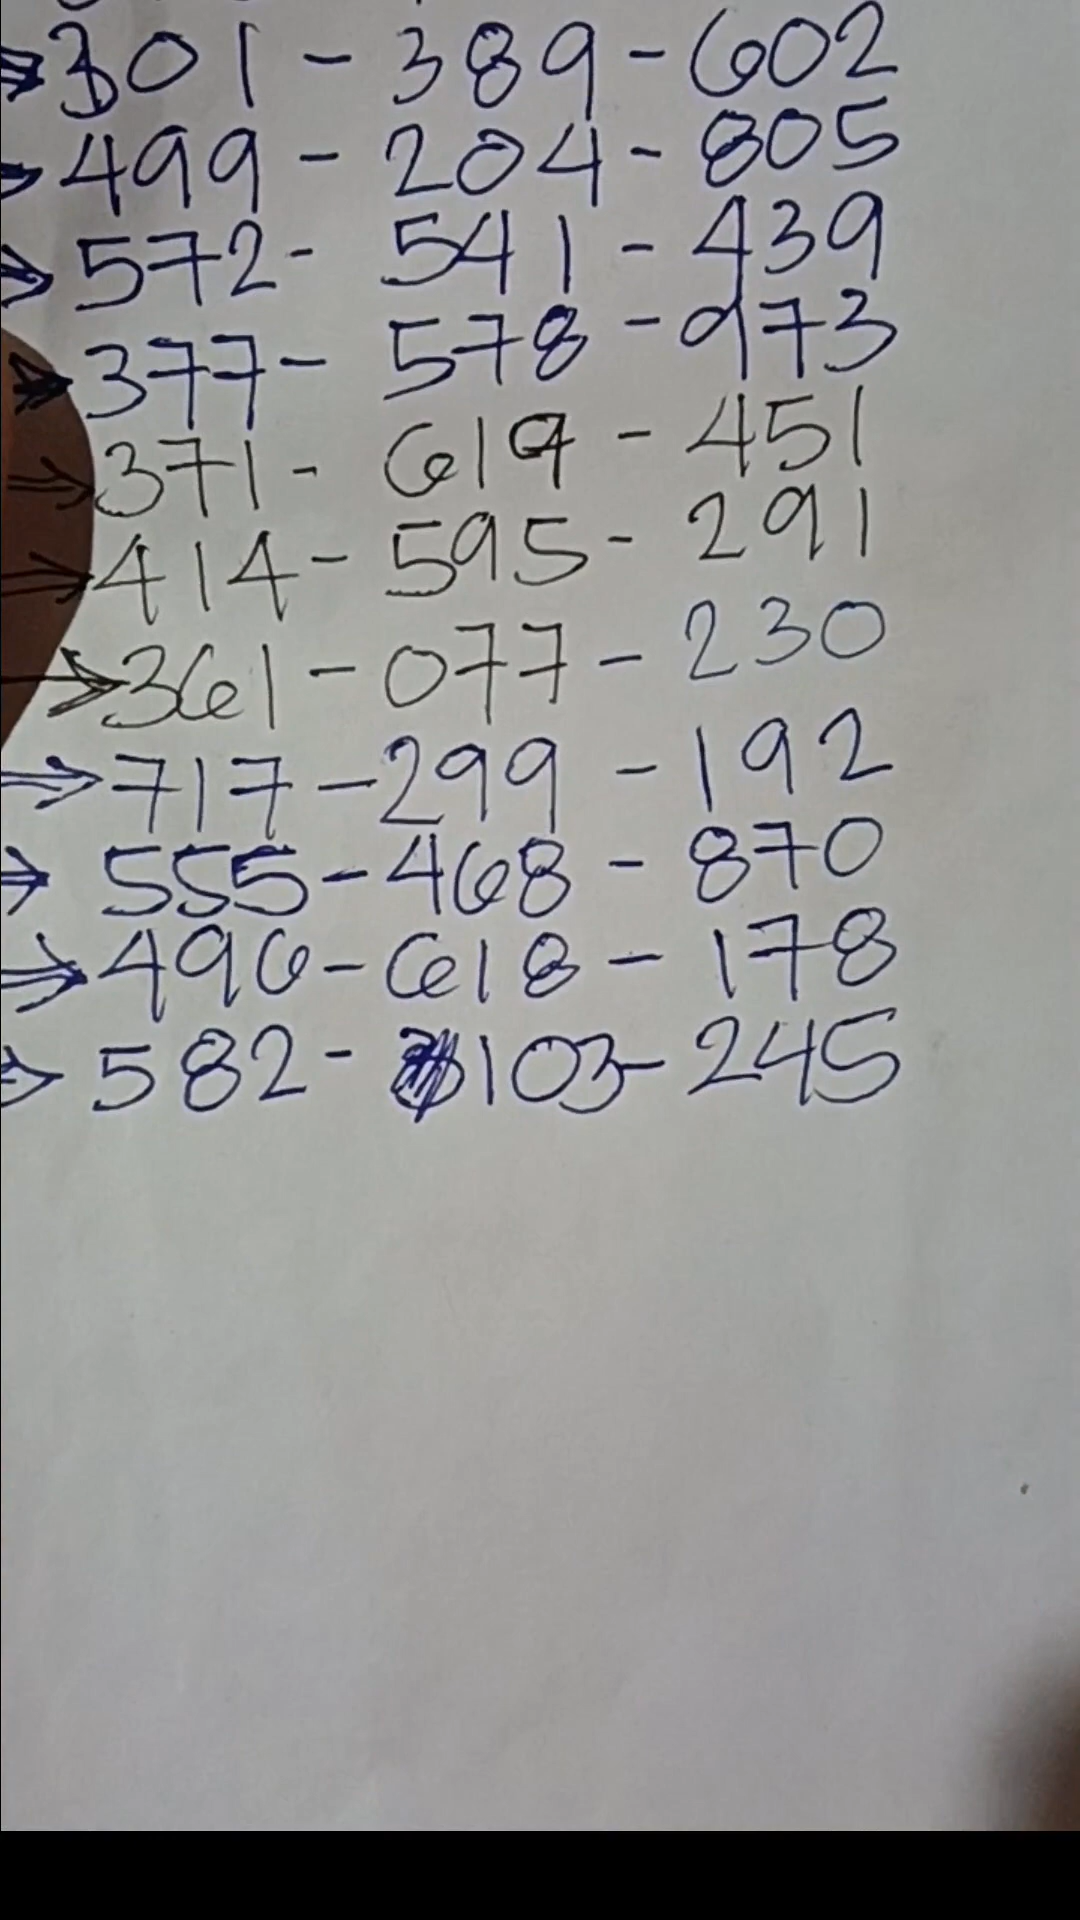 ⇒301 - 389 - 602
⇒499 - 204 - 805
⇒572 - 541 - 439
⇒377 - 578 - 973
⇒371 - 619 - 451
⇒414 - 595 - 291
⇒361 - 077 - 230
⇒717 - 299 - 192
⇒555 - 468 - 870
⇒496 - 618 - 178
⇒582 - 103 - 245